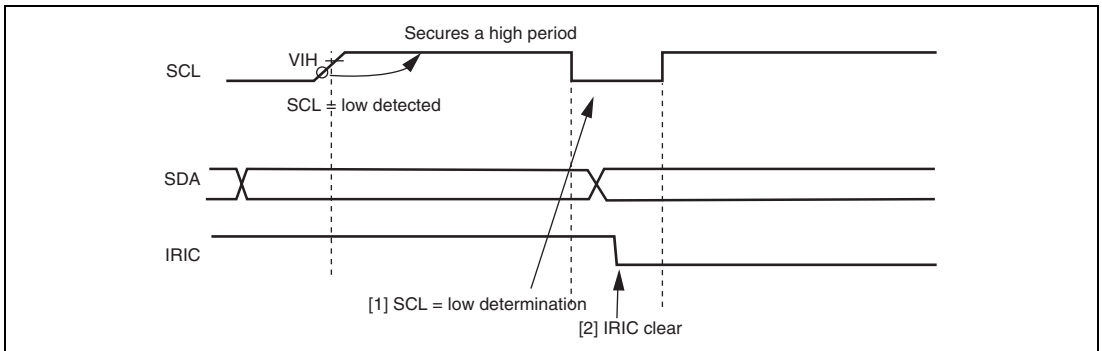 Secures a high period
VIH
SCL
SCL = low detected
SDA
IRIC
[1] SCL = low determination
[2] IRIC clear